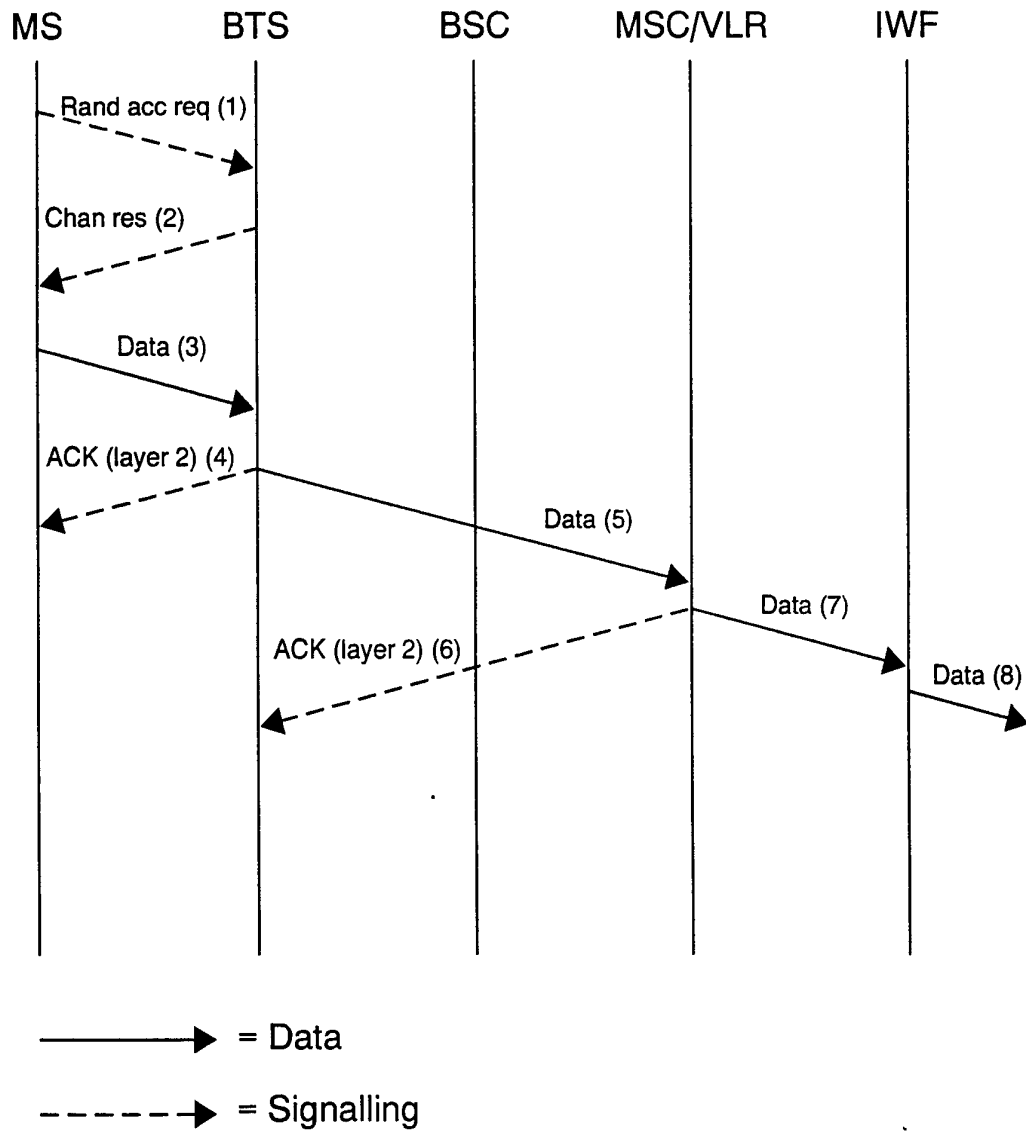 MS BTS BSC MSC/VLR IWF
Rand acc req (1)
Chan res (2)
Data (3)
ACK (layer 2) (4)
Data (5)
Data (7)
ACK (layer 2) (6)
Data (8)
= Data
= Signalling